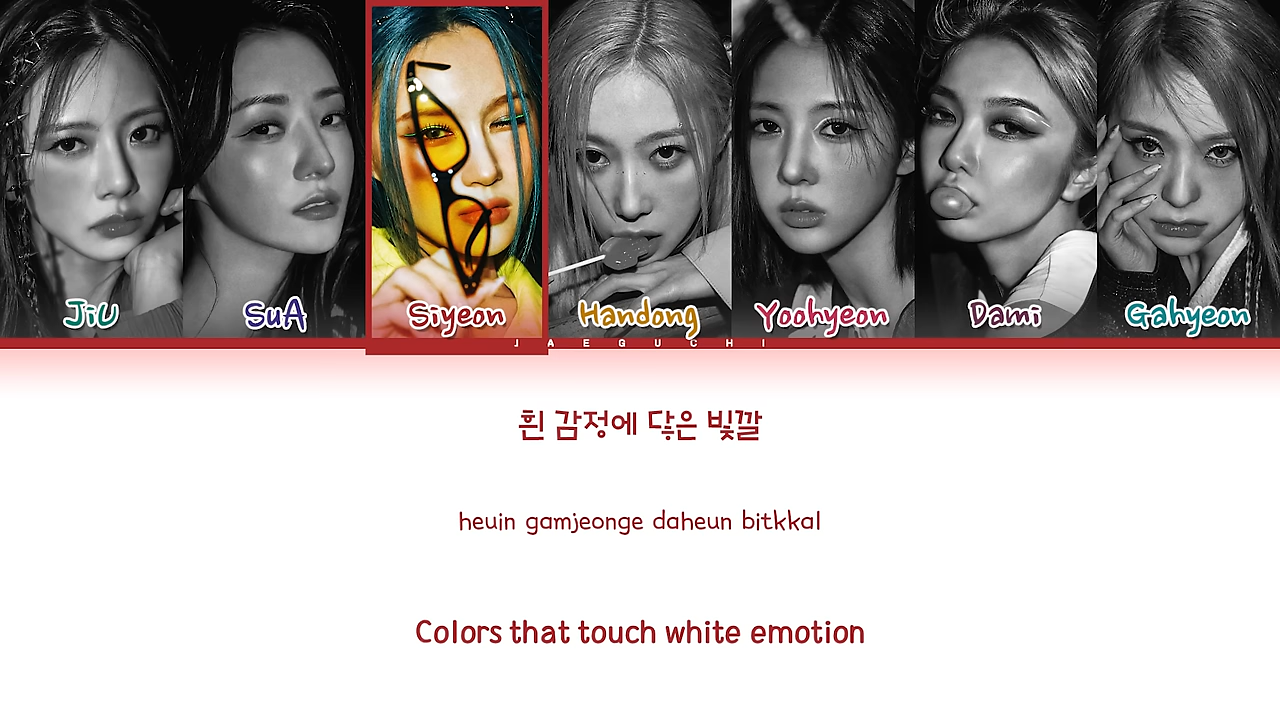 JiU SuA Siyeon Handong Yoohyeon Dami Gahyeon
JAEGUCHI
흰 감정에 닿은 빛깔
heuin gamjeonge daheun bitkkal
Colors that touch white emotion